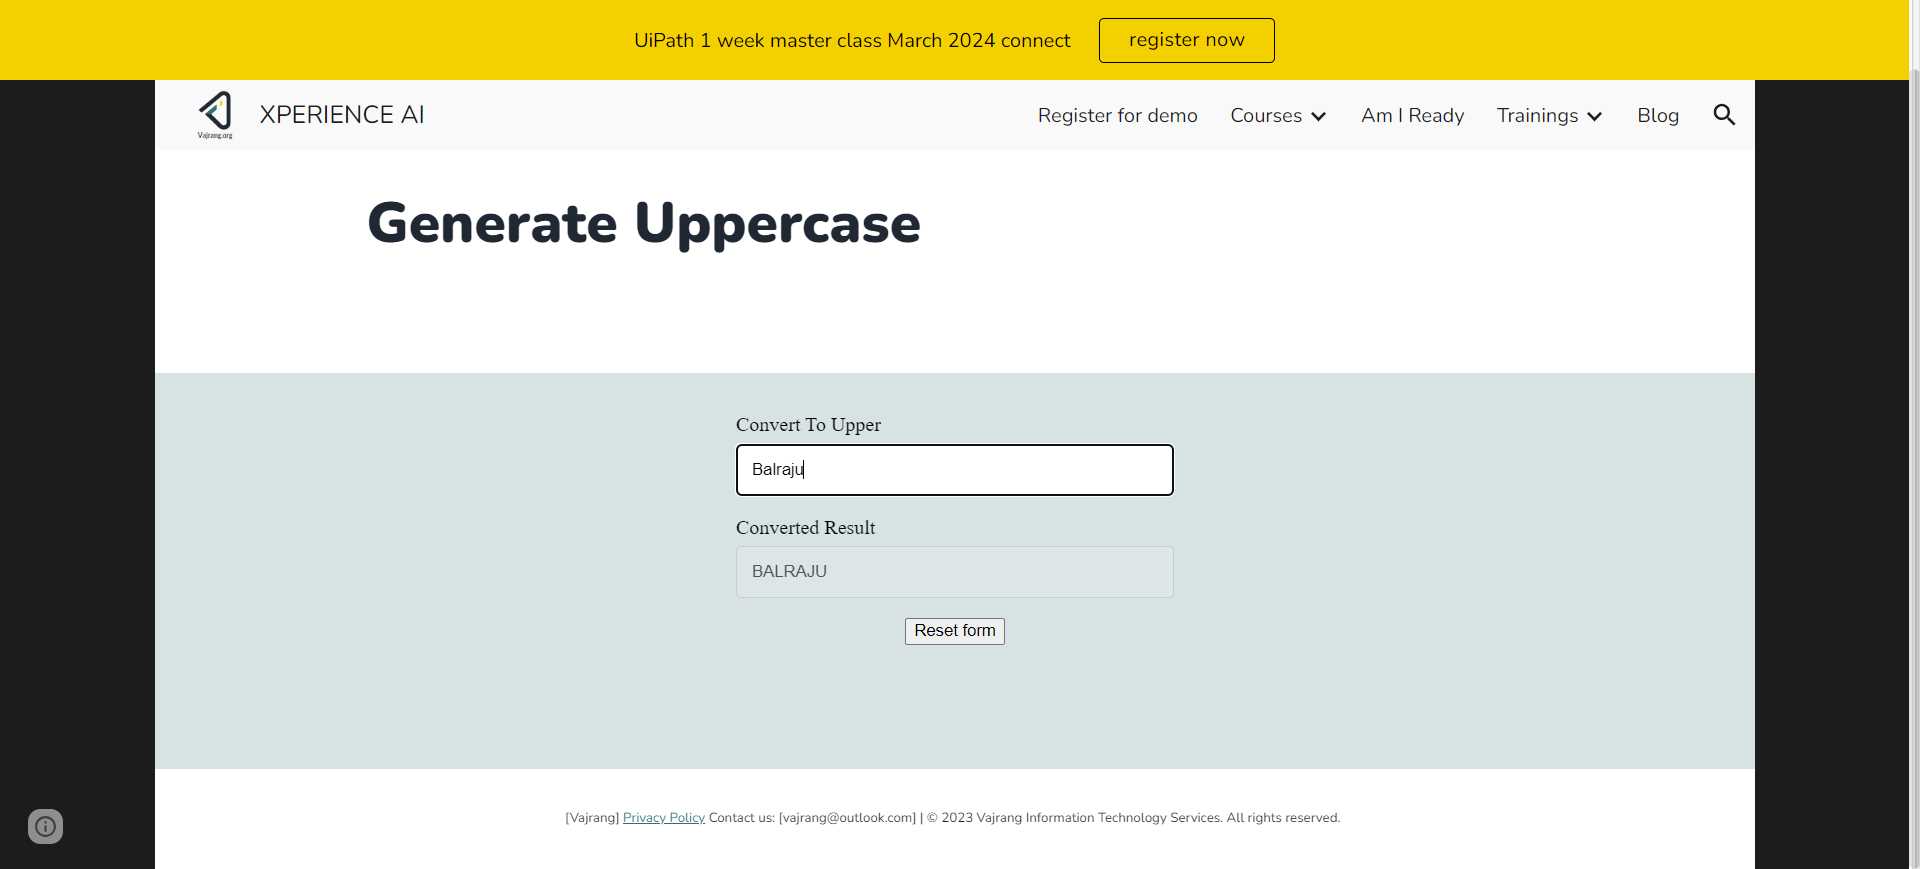 UiPath 1 week master class March 2024 connect register now
Vajrang.org
XPERIENCE AI
Register for demo Courses Am I Ready Trainings Blog
Generate Uppercase
Convert To Upper
Balraju
Converted Result
BALRAJU
Reset form
[Vajrang] Privacy Policy Contact us: [vajrang@outlook.com] | © 2023 Vajrang Information Technology Services. All rights reserved.